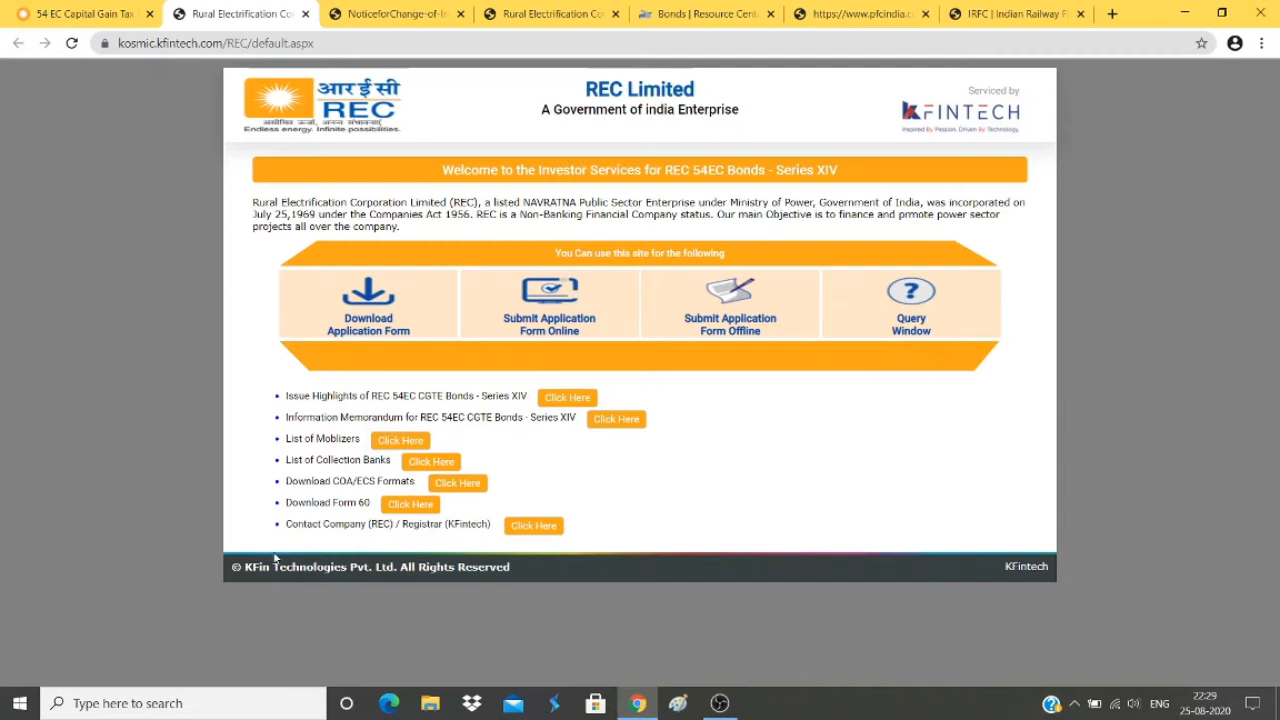 54 EC Capital Gain Tax
Rural Electrification Co
NoticeforChange-of-In
Rural Electrification Co
Bonds | Resource Cent
https://www.pfcindia.c
IRFC | Indian Railway F
kosmic.kfintech.com/REC/default.aspx
आर ई सी
REC
असीमित ऊर्जा, अनन्त संभावनाएं
Endless energy. Infinite possibilities.
REC Limited
A Government of india Enterprise
Serviced by
KFINTECH
Inspired By Passion. Driven By Technology.
Welcome to the Investor Services for REC 54EC Bonds - Series XIV
Rural Electrification Corporation Limited (REC), a listed NAVRATNA Public Sector Enterprise under Ministry of Power, Government of India, was incorporated on
July 25,1969 under the Companies Act 1956. REC is a Non-Banking Financial Company status. Our main Objective is to finance and prmote power sector
projects all over the company.
You Can use this site for the following
Download
Application Form
Submit Application
Form Online
Submit Application
Form Offline
?
Query
Window
Issue Highlights of REC 54EC CGTE Bonds - Series XIV Click Here
Information Memorandum for REC 54EC CGTE Bonds - Series XIV Click Here
List of Moblizers Click Here
List of Collection Banks Click Here
Download COA/ECS Formats Click Here
Download Form 60 Click Here
Contact Company (REC) / Registrar (KFintech) Click Here
© KFin Technologies Pvt. Ltd. All Rights Reserved
KFintech
Type here to search
ENG
22:29
25-08-2020